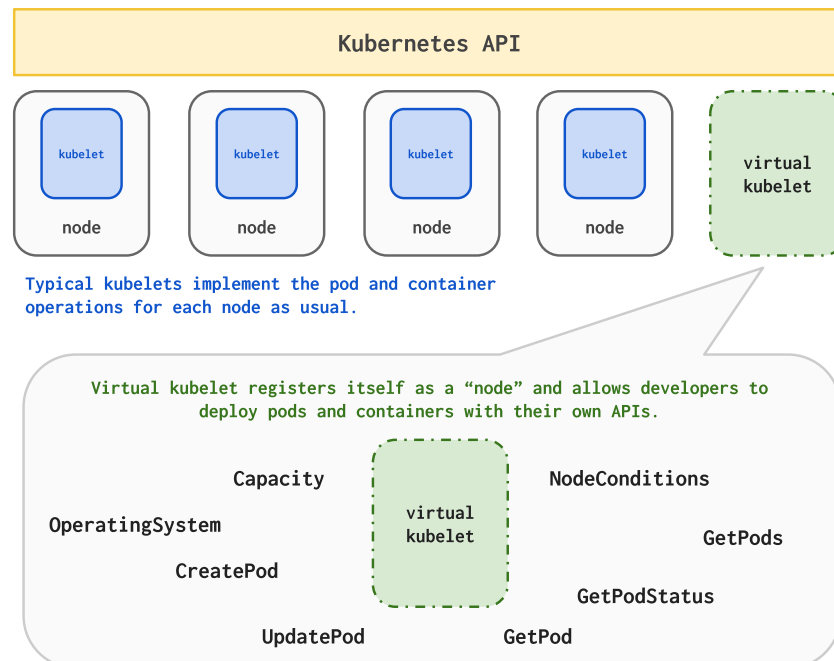 Kubernetes API
kubelet
kubelet
kubelet
kubelet
virtual
kubelet
node
node
node
node
Typical kubelets implement the pod and container
operations for each node as usual.
Virtual kubelet registers itself as a “node” and allows developers to
deploy pods and containers with their own APIs.
Capacity
NodeConditions
virtual
kubelet
OperatingSystem
GetPods
CreatePod
GetPodStatus
UpdatePod
GetPod